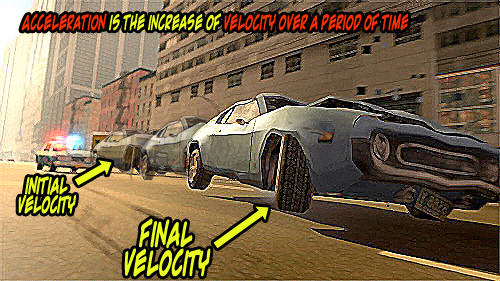 ACCELERATION IS THE INCREASE OF VELOCITY OVER A PERIOD OF TIME
INITIAL
VELOCITY
FINAL
VELOCITY